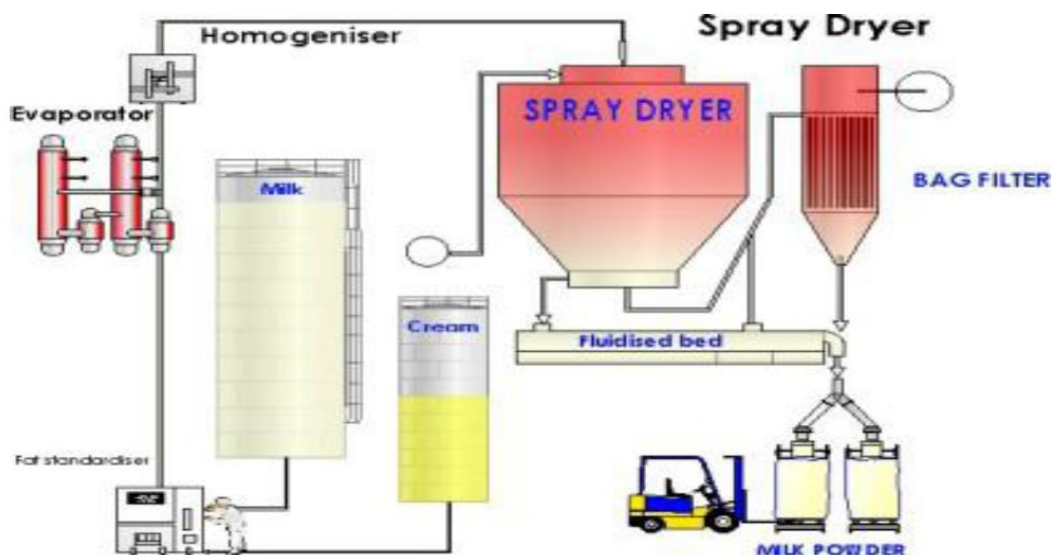 Homogeniser
Spray Dryer
Evaporator
SPRAY DRYER
Milk
BAG FILTER
Cream
Fluidised bed
Fat standardiser
MILK POWDER